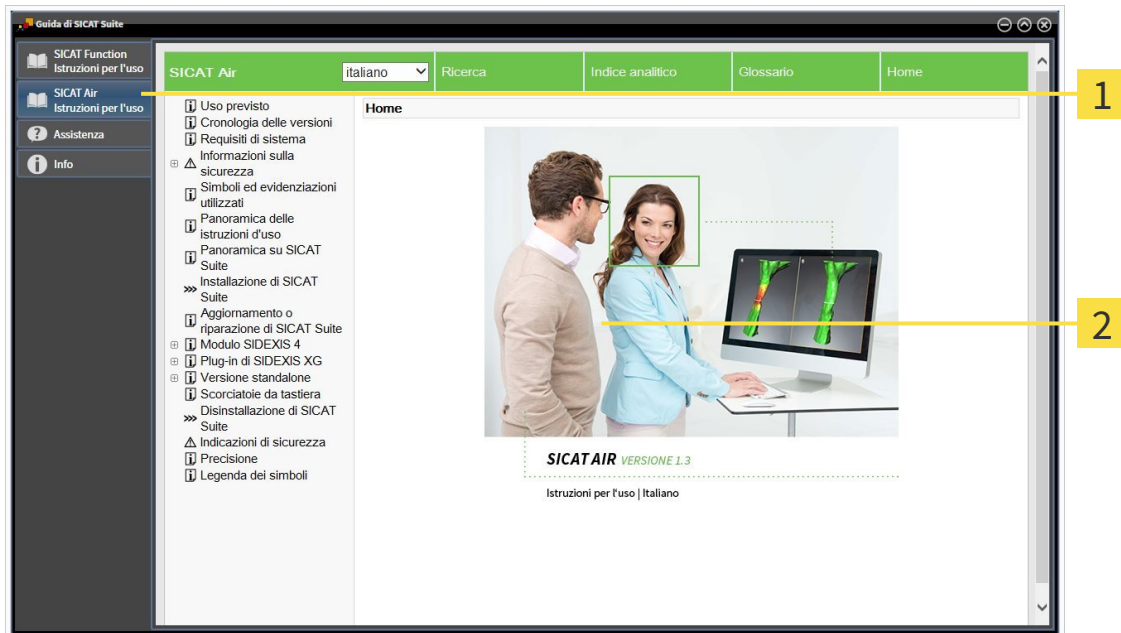 Guida di SICAT Suite
SICAT Function
Istruzioni per l'uso
SICAT Air
Istruzioni per l'uso
Assistenza
Info
SICAT Air
italiano
Ricerca
Indice analitico
Glossario
Home
Uso previsto
Cronologia delle versioni
Requisiti di sistema
Informazioni sulla
sicurezza
Simboli ed evidenziazioni
utilizzati
Panoramica delle
istruzioni d'uso
Panoramica su SICAT
Suite
Installazione di SICAT
Suite
Aggiornamento o
riparazione di SICAT Suite
Modulo SIDEXIS 4
Plug-in di SIDEXIS XG
Versione standalone
Scorciatoie da tastiera
Disinstallazione di SICAT
Suite
Indicazioni di sicurezza
Precisione
Legenda dei simboli
Home
SICAT AIR VERSIONE 1.3
Istruzioni per l'uso | Italiano
1
2